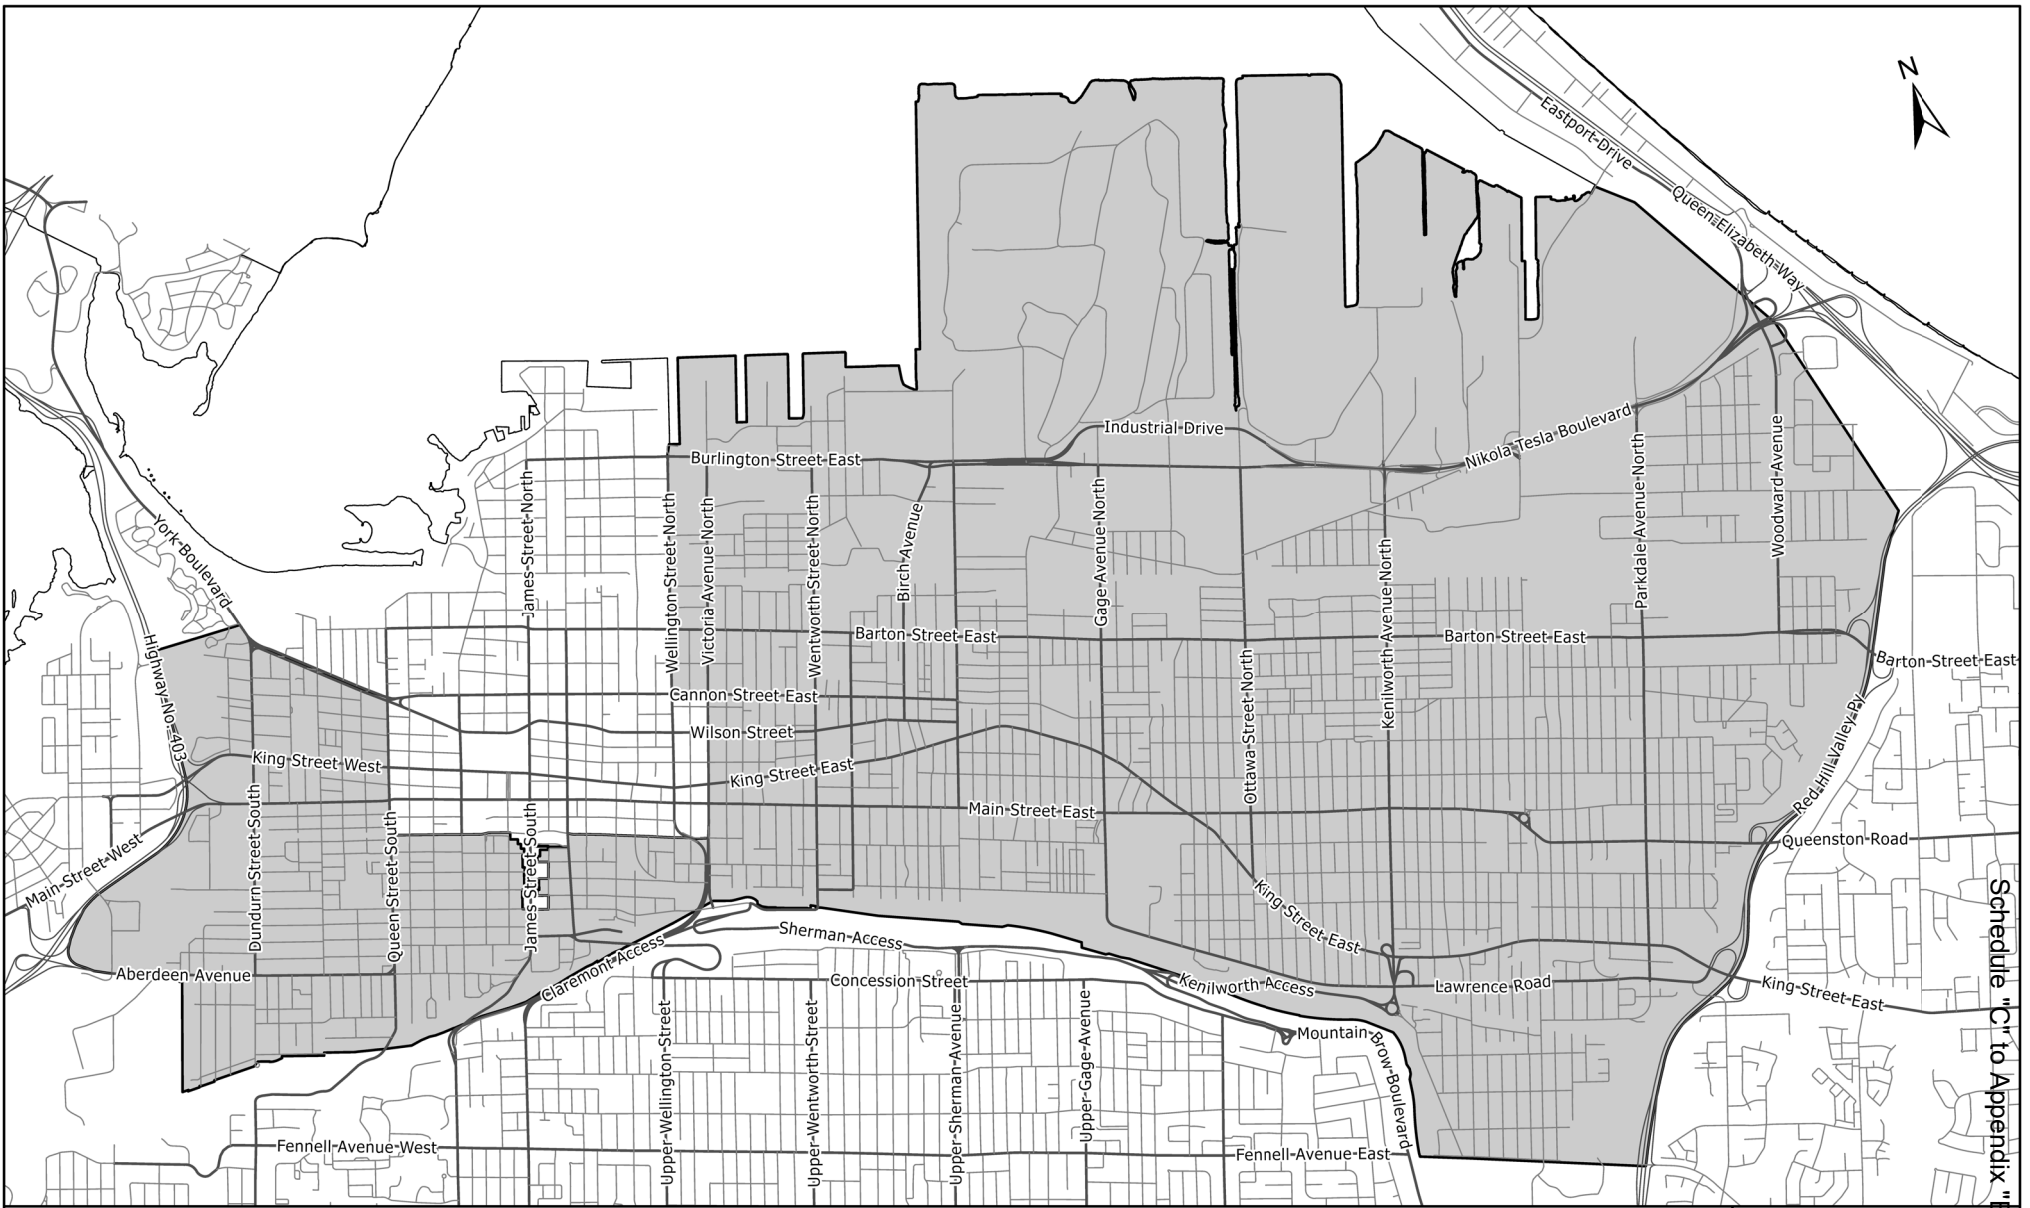 N
Eastport Drive
Queen Elizabeth Way
Industrial Drive
Nikola Tesla Boulevard
Burlington Street East
James Street North
Wellington Street North
Victoria Avenue North
Wentworth Street North
Birch Avenue
Gage Avenue North
Kenilworth Avenue North
Parkdale Avenue North
Woodward Avenue
York Boulevard
Highway No. 403
Barton Street East
Barton Street East
Barton Street East
Cannon Street East
Wilson Street
Ottawa Street North
Red Hill Valley Py
King Street West
King Street East
Main Street East
Main Street West
Dundurn Street South
Queen Street South
James Street South
Queenston Road
King Street East
Aberdeen Avenue
Claremont Access
Sherman Access
Concession Street
Kenilworth Access
Lawrence Road
King Street East
Mountain Brow Boulevard
Upper Wellington Street
Upper Wentworth Street
Upper Sherman Avenue
Upper Gage Avenue
Fennell Avenue West
Fennell Avenue East
Schedule "C" to Appendix "E